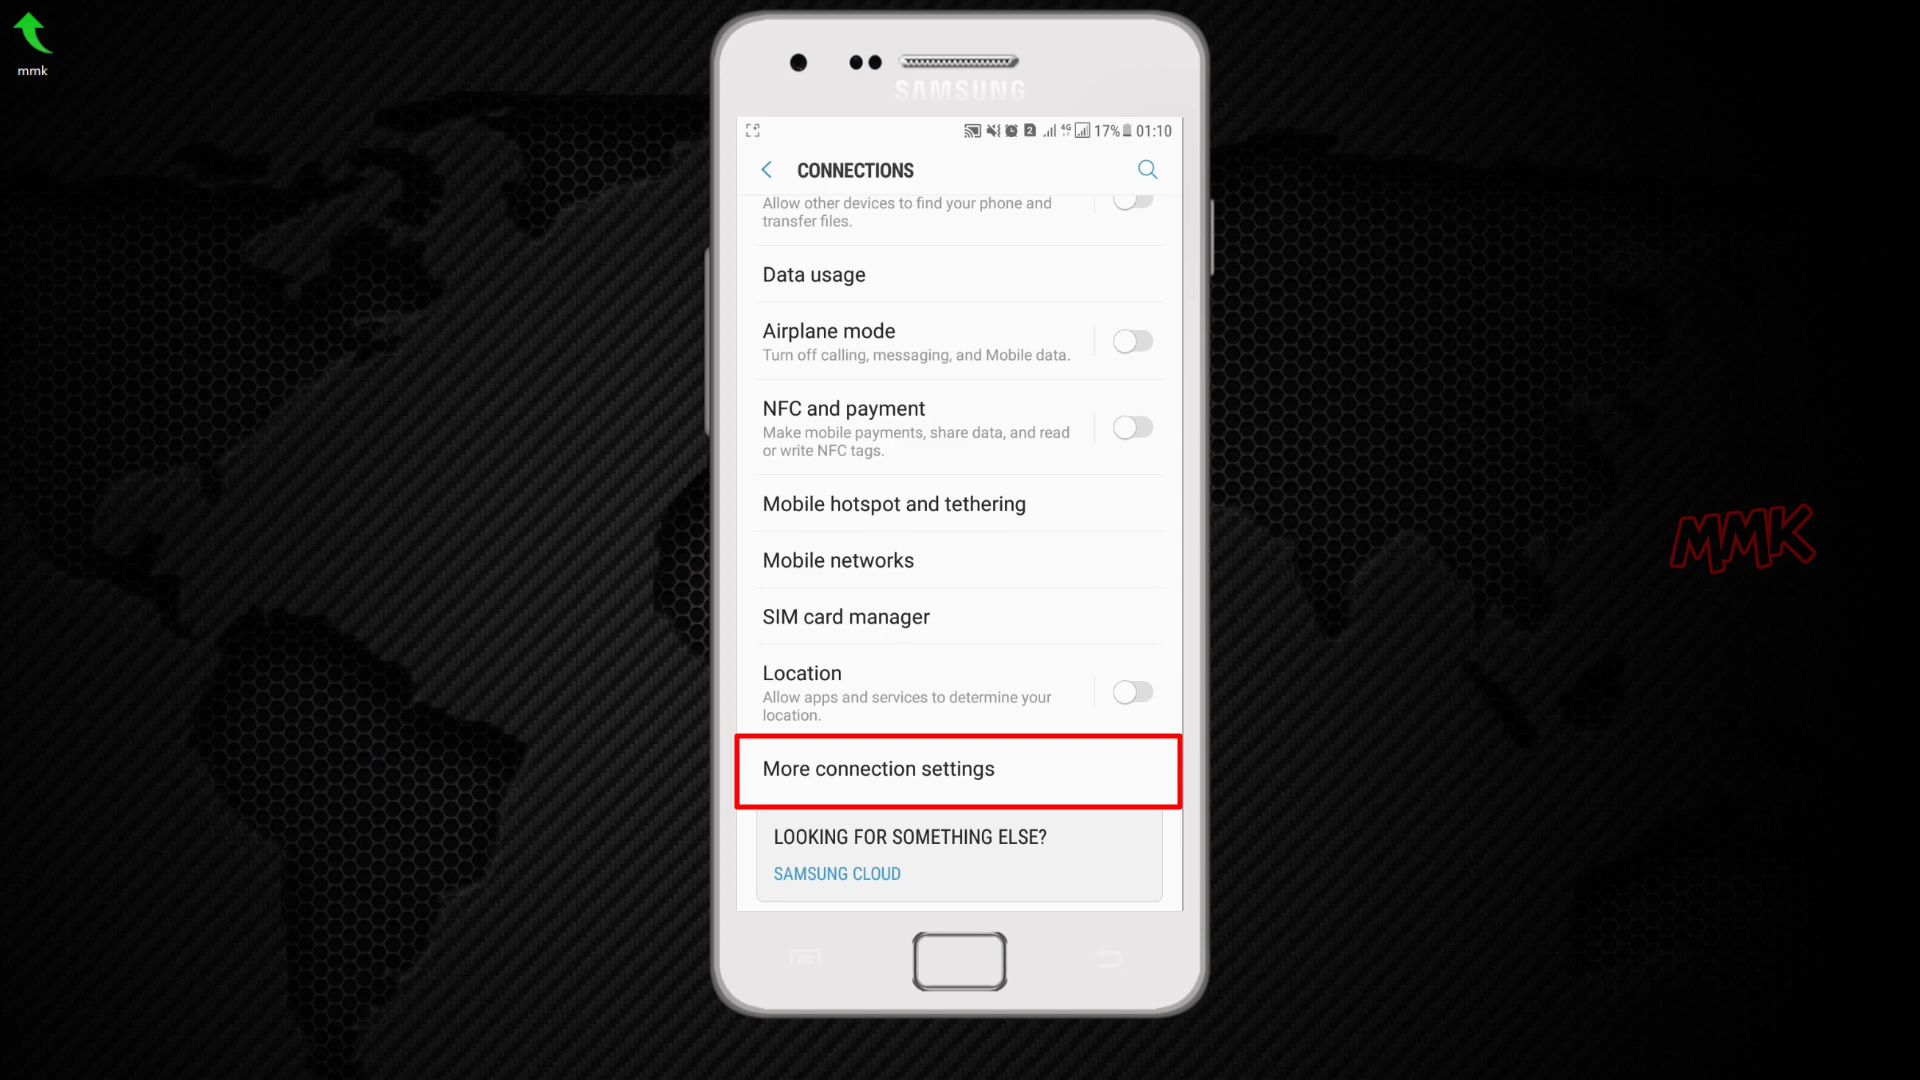 mmk
SAMSUNG
2 4G 17% 01:10
CONNECTIONS
Allow other devices to find your phone and
transfer files.
Data usage
Airplane mode
Turn off calling, messaging, and Mobile data.
NFC and payment
Make mobile payments, share data, and read
or write NFC tags.
Mobile hotspot and tethering
Mobile networks
SIM card manager
Location
Allow apps and services to determine your
location.
More connection settings
LOOKING FOR SOMETHING ELSE?
SAMSUNG CLOUD
MMK